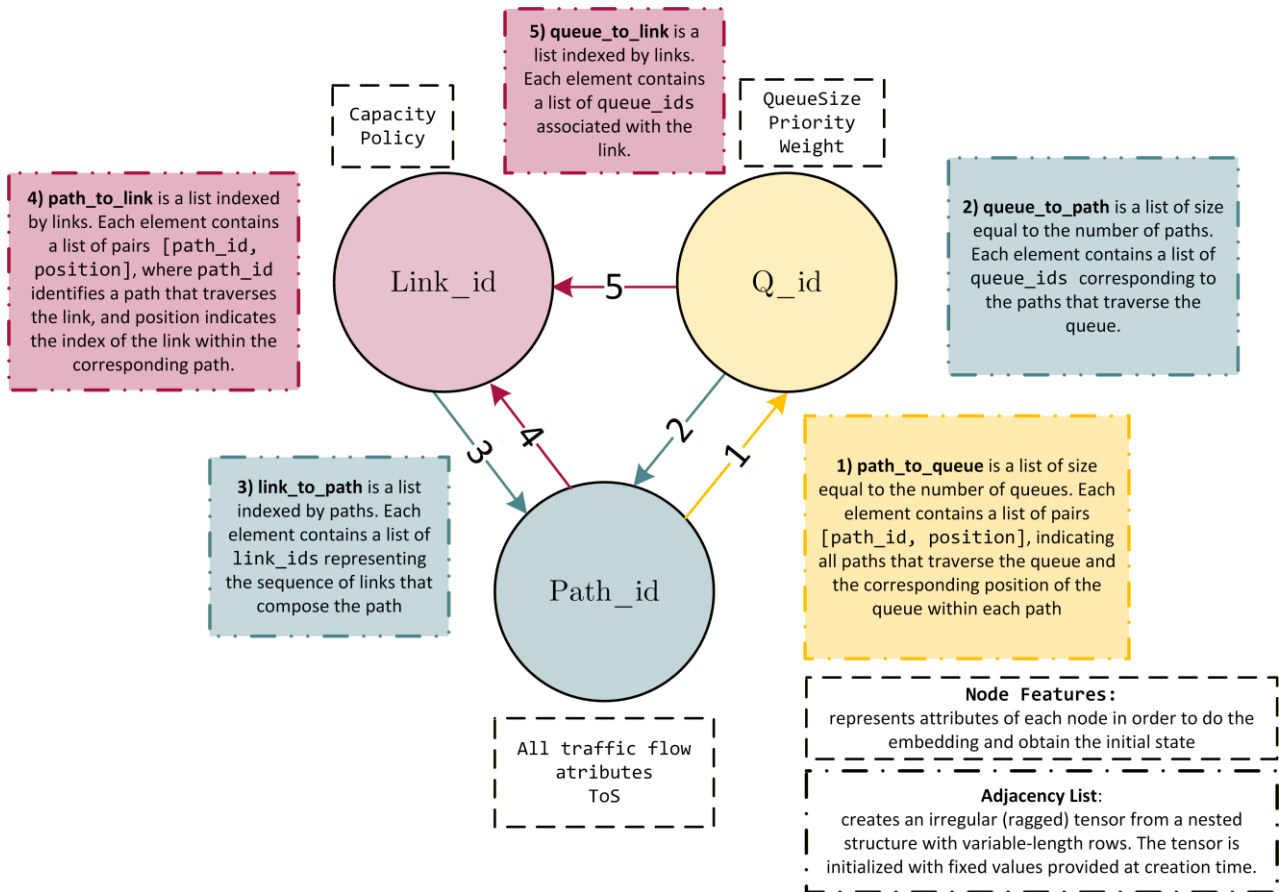 5) queue_to_link is a
list indexed by links.
Each element contains
a list of queue_ids
associated with the
link.
Capacity
Policy
QueueSize
Priority
Weight
4) path_to_link is a list indexed
by links. Each element contains
a list of pairs [path_id,
position], where path_id
identifies a path that traverses
the link, and position indicates
the index of the link within the
corresponding path.
2) queue_to_path is a list of size
equal to the number of paths.
Each element contains a list of
queue_ids corresponding to
the paths that traverse the
queue.
Link_id
5
Q_id
3
4
2
1
3) link_to_path is a list
indexed by paths. Each
element contains a list of
link_ids representing
the sequence of links that
compose the path
Path_id
1) path_to_queue is a list of size
equal to the number of queues. Each
element contains a list of pairs
[path_id, position], indicating
all paths that traverse the queue and
the corresponding position of the
queue within each path
All traffic flow
atributes
ToS
Node Features:
represents attributes of each node in order to do the
embedding and obtain the initial state
Adjacency List:
creates an irregular (ragged) tensor from a nested
structure with variable-length rows. The tensor is
initialized with fixed values provided at creation time.